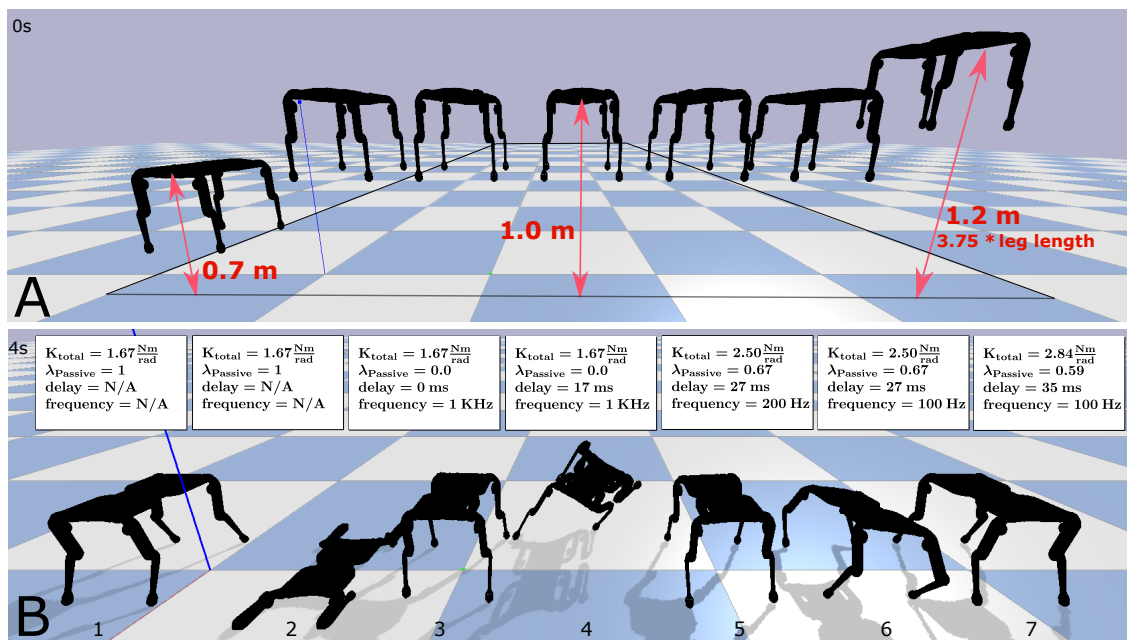 0s
0.7 m
1.0 m
1.2 m
3.75 * leg length
A
4s
K_total = 1.67 Nm/rad
λ_Passive = 1
delay = N/A
frequency = N/A
K_total = 1.67 Nm/rad
λ_Passive = 1
delay = N/A
frequency = N/A
K_total = 1.67 Nm/rad
λ_Passive = 0.0
delay = 0 ms
frequency = 1 KHz
K_total = 1.67 Nm/rad
λ_Passive = 0.0
delay = 17 ms
frequency = 1 KHz
K_total = 2.50 Nm/rad
λ_Passive = 0.67
delay = 27 ms
frequency = 200 Hz
K_total = 2.50 Nm/rad
λ_Passive = 0.67
delay = 27 ms
frequency = 100 Hz
K_total = 2.84 Nm/rad
λ_Passive = 0.59
delay = 35 ms
frequency = 100 Hz
B
1 2 3 4 5 6 7